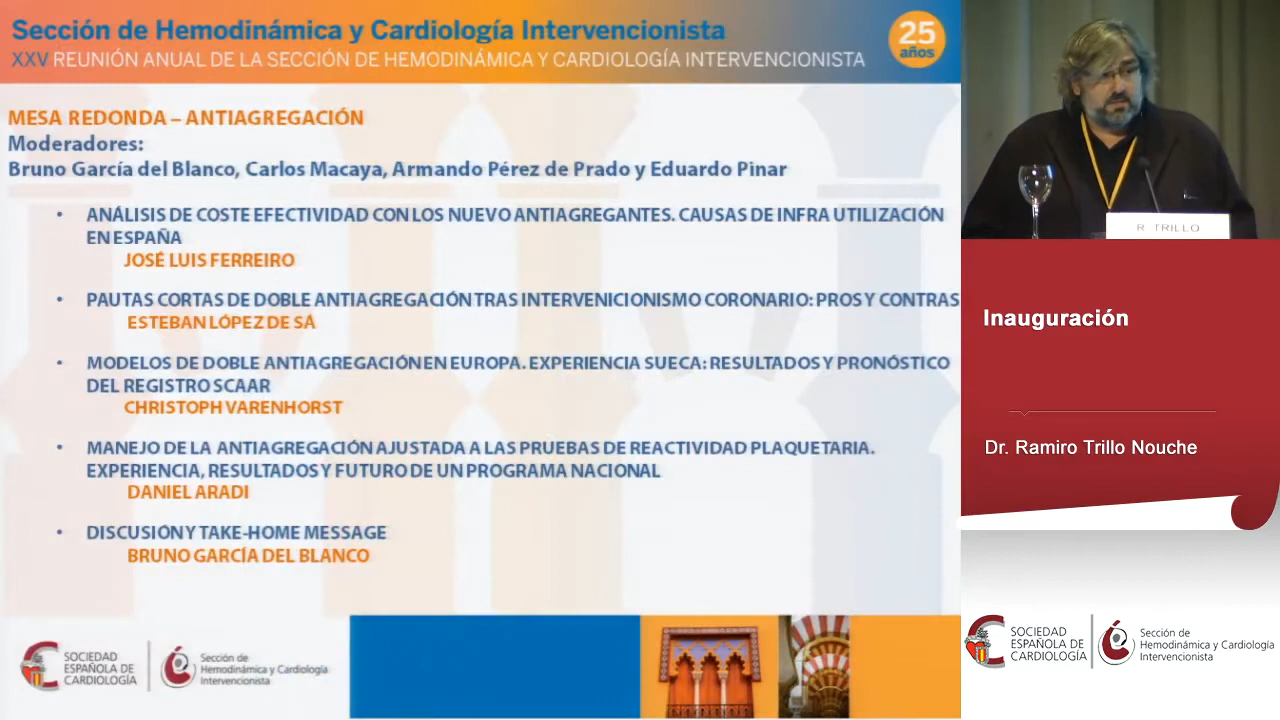 Sección de Hemodinámica y Cardiología Intervencionista
XXV REUNIÓN ANUAL DE LA SECCIÓN DE HEMODINÁMICA Y CARDIOLOGÍA INTERVENCIONISTA
25
años
MESA REDONDA – ANTIAGREGACIÓN
Moderadores:
Bruno García del Blanco, Carlos Macaya, Armando Pérez de Prado y Eduardo Pinar
• ANÁLISIS DE COSTE EFECTIVIDAD CON LOS NUEVO ANTIAGREGANTES. CAUSAS DE INFRA UTILIZACIÓN
EN ESPAÑA
JOSÉ LUIS FERREIRO
• PAUTAS CORTAS DE DOBLE ANTIAGREGACIÓN TRAS INTERVENICIONISMO CORONARIO: PROS Y CONTRAS
ESTEBAN LÓPEZ DE SÁ
• MODELOS DE DOBLE ANTIAGREGACIÓN EN EUROPA. EXPERIENCIA SUECA: RESULTADOS Y PRONÓSTICO
DEL REGISTRO SCAAR
CHRISTOPH VARENHORST
• MANEJO DE LA ANTIAGREGACIÓN AJUSTADA A LAS PRUEBAS DE REACTIVIDAD PLAQUETARIA.
EXPERIENCIA, RESULTADOS Y FUTURO DE UN PROGRAMA NACIONAL
DANIEL ARADI
• DISCUSIÓN Y TAKE-HOME MESSAGE
BRUNO GARCÍA DEL BLANCO
SOCIEDAD
ESPAÑOLA DE
CARDIOLOGÍA
Sección de
Hemodinámica y Cardiología
Intervencionista
R. TRILLO
Inauguración
Dr. Ramiro Trillo Nouche
SOCIEDAD
ESPAÑOLA DE
CARDIOLOGÍA
Sección de
Hemodinámica y Cardiología
Intervencionista